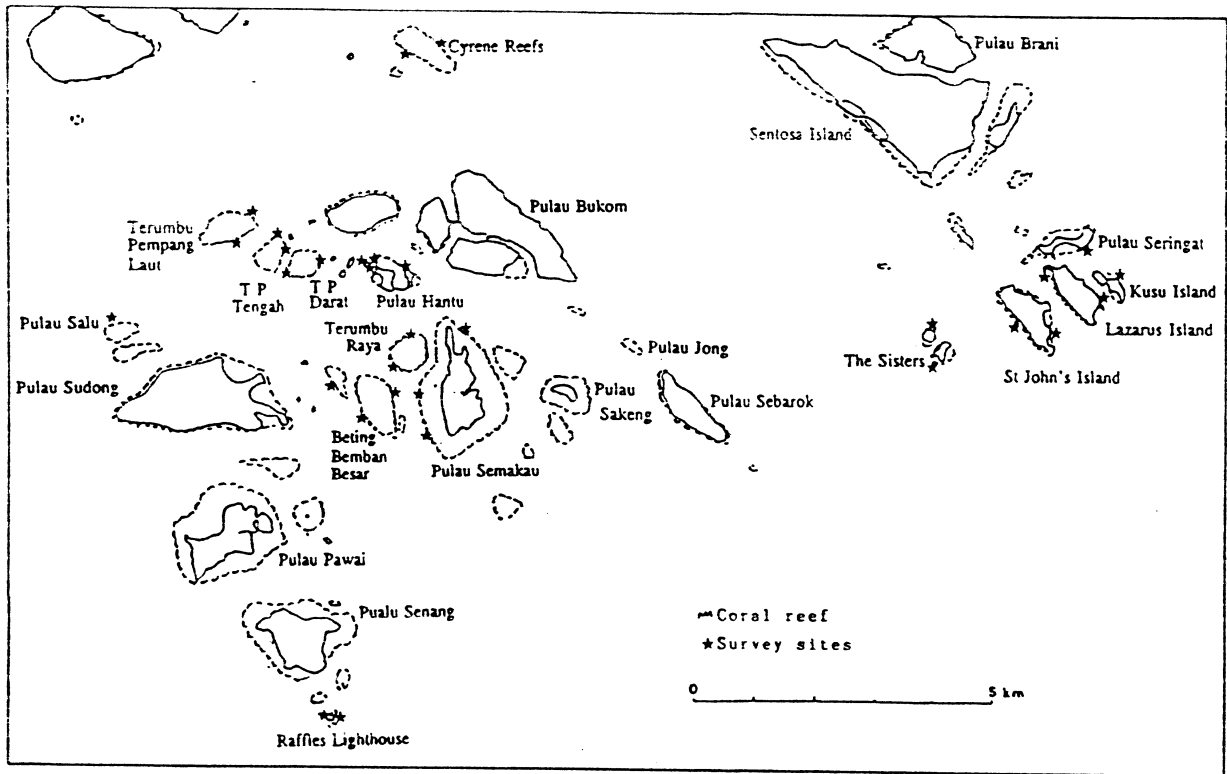 Cyrene Reefs
Pulau Brani
Sentosa Island
Pulau Bukom
Terumbu
Pempang
Laut
T P
Tengah
T P
Darat
Pulau Hantu
Pulau Seringat
Kusu Island
Lazarus Island
St John's Island
The Sisters
Pulau Salu
Terumbu
Raya
Pulau Jong
Pulau Sudong
Pulau
Sakeng
Pulau Sebarok
Beting
Bemban
Besar
Pulau Semakau
Pulau Pawai
Pualu Senang
Coral reef
★Survey sites
0
5 km
Raffles Lighthouse